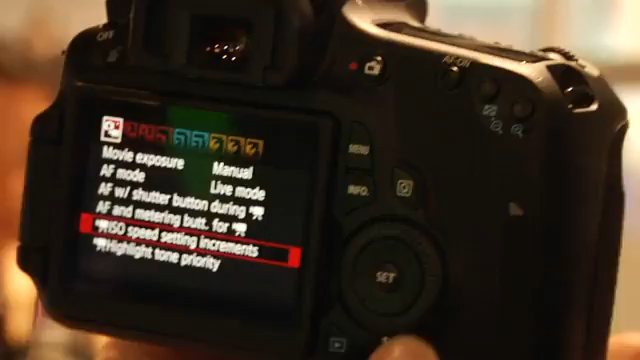 OFF
AF-ON
MENU
INFO.
Movie exposure Manual
AF mode Live mode
AF w/ shutter button during
AF and metering butt. for
ISO speed setting increments
Highlight tone priority
SET